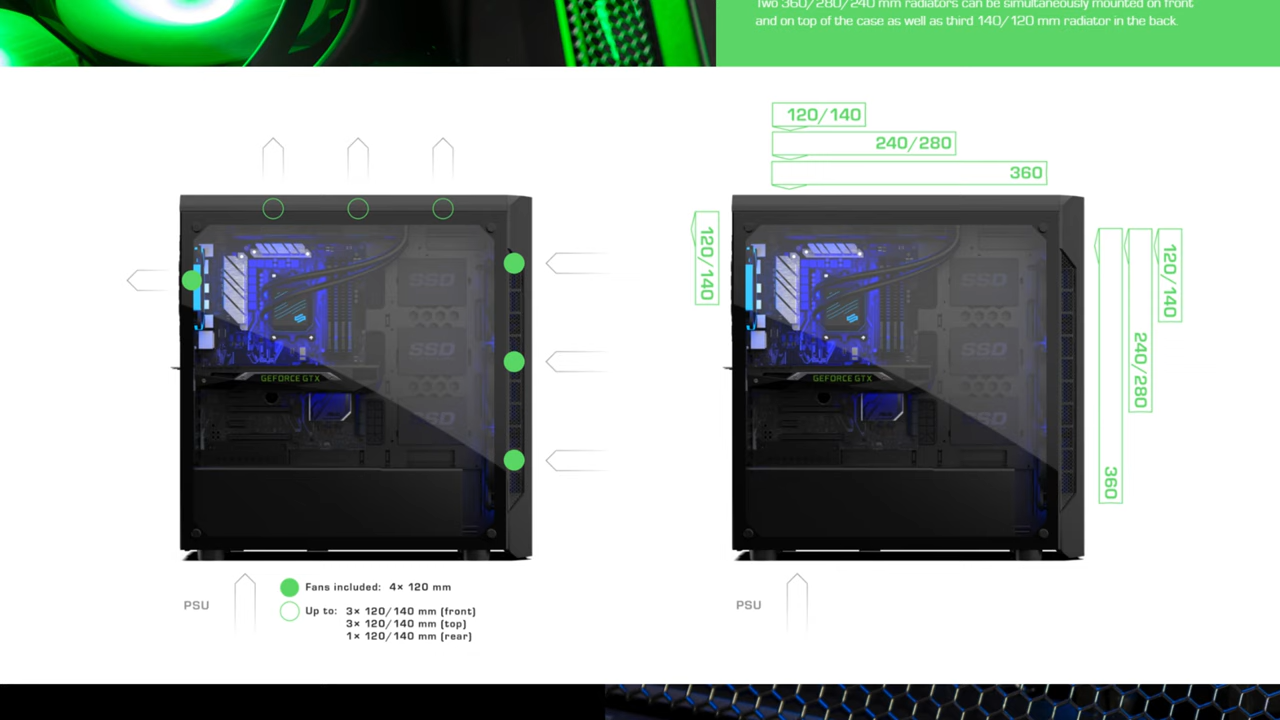 Two 360/280/240 mm radiators can be simultaneously mounted on front
and on top of the case as well as third 140/120 mm radiator in the back.
120/140
240/280
360
120/140
120/140
240/280
360
SSD
SSD
SSD
GEFORCE GTX
SSD
SSD
SSD
GEFORCE GTX
PSU
Fans included: 4× 120 mm
Up to: 3× 120/140 mm (front)
3× 120/140 mm (top)
1× 120/140 mm (rear)
PSU